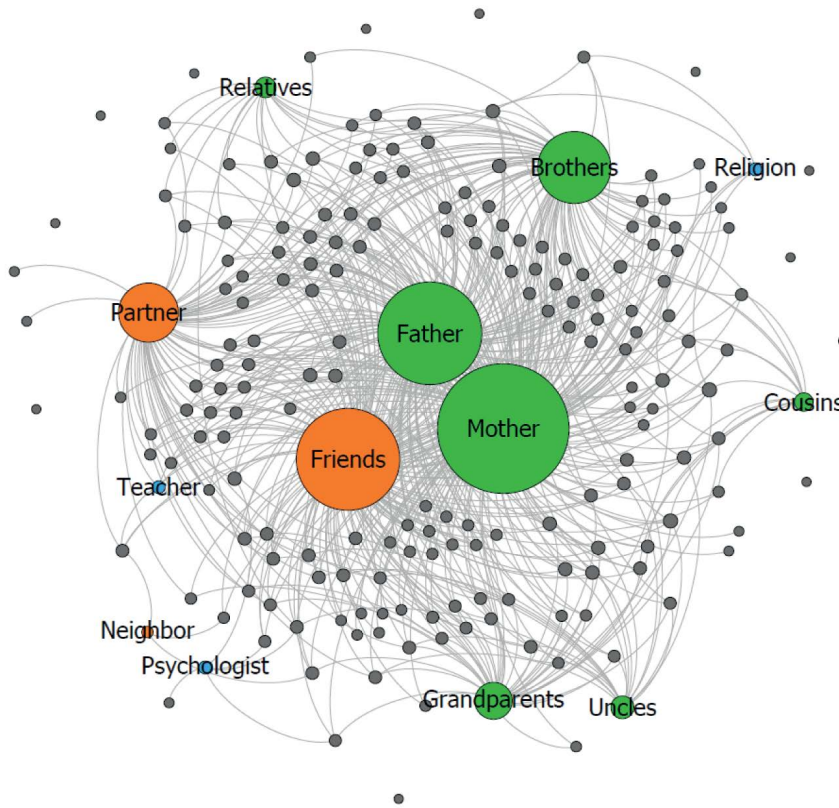 Relatives
Brothers
Religion
Partner
Father
Cousins
Mother
Friends
Teacher
Neighbor
Psychologist
Grandparents
Uncles